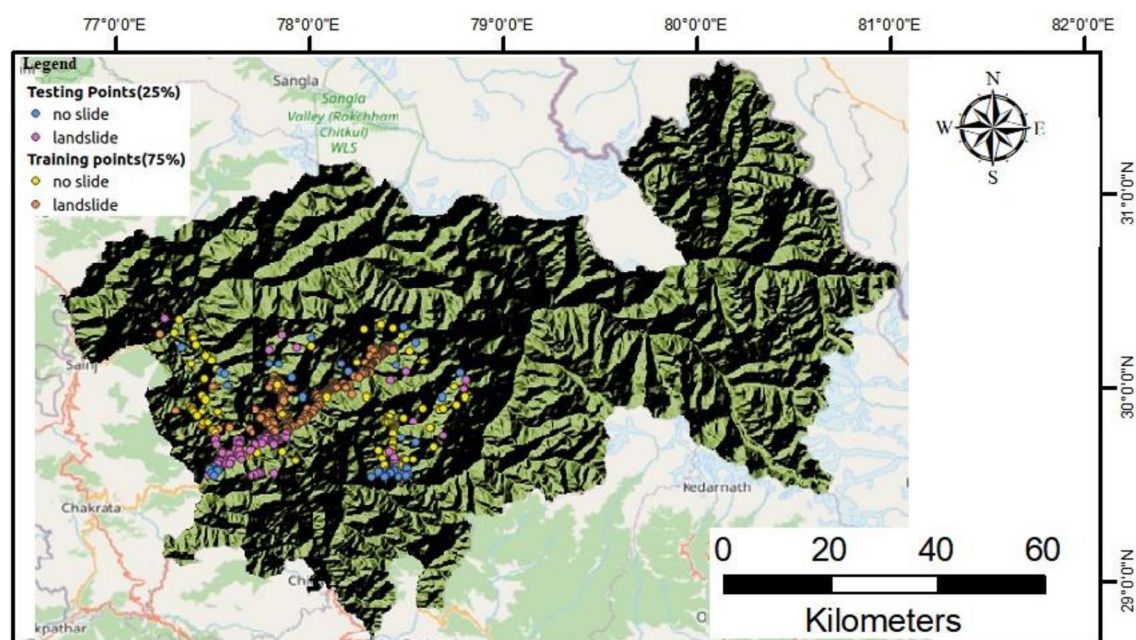 77°0'0"E 78°0'0"E 79°0'0"E 80°0'0"E 81°0'0"E 82°0'0"E
Legend
Testing Points(25%)
no slide
landslide
Training points(75%)
no slide
landslide
Sangla
Sangla
Valley (Rakchham
Chitkul)
WLS
N
W E
S
31°0'0"N
30°0'0"N
29°0'0"N
Sainj
Chakrata
Kedarnath
kpathar
0 20 40 60
Kilometers